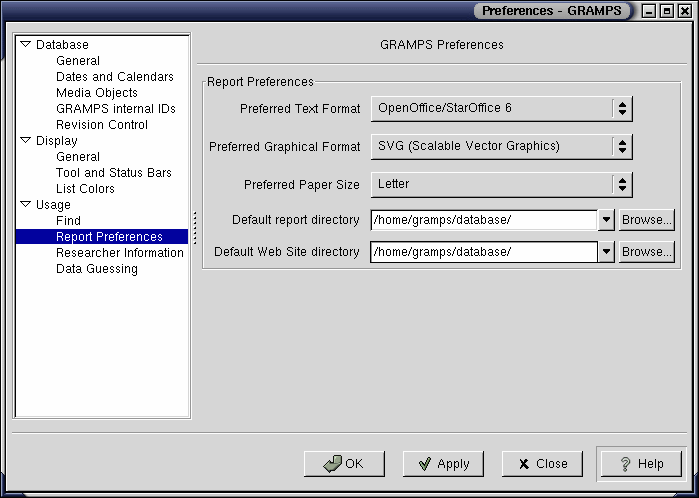 Preferences - GRAMPS
Database
General
Dates and Calendars
Media Objects
GRAMPS internal IDs
Revision Control
Display
General
Tool and Status Bars
List Colors
Usage
Find
Report Preferences
Researcher Information
Data Guessing
GRAMPS Preferences
Report Preferences
Preferred Text Format OpenOffice/StarOffice 6
Preferred Graphical Format SVG (Scalable Vector Graphics)
Preferred Paper Size Letter
Default report directory /home/gramps/database/ Browse...
Default Web Site directory /home/gramps/database/ Browse...
OK Apply Close Help